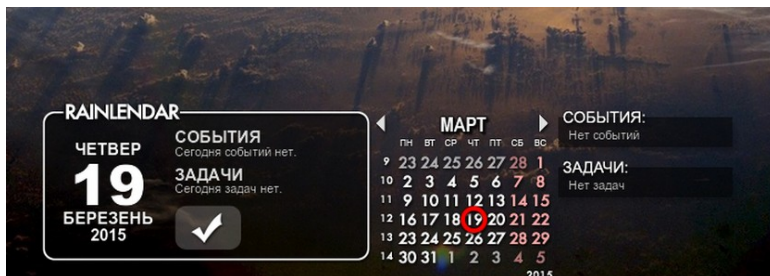 RAINLENDAR
ЧЕТВЕР
19
БЕРЕЗЕНЬ
2015
СОБЫТИЯ
Сегодня событий нет.
ЗАДАЧИ
Сегодня задач нет.
МАРТ
ПН ВТ СР ЧТ ПТ СБ ВС
9 23 24 25 26 27 28 1
10 2 3 4 5 6 7 8
11 9 10 11 12 13 14 15
12 16 17 18 19 20 21 22
13 23 24 25 26 27 28 29
14 30 31 1 2 3 4 5
2015
СОБЫТИЯ:
Нет событий
ЗАДАЧИ:
Нет задач